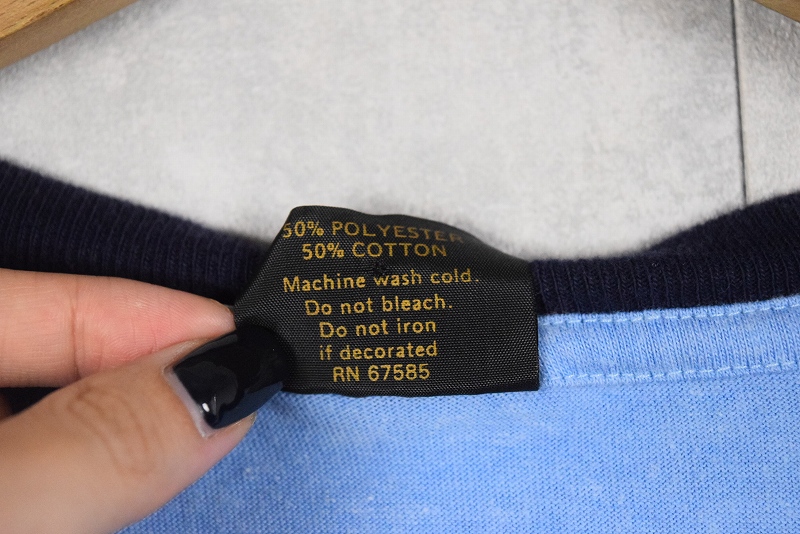 50% POLYESTER
50% COTTON
Machine wash cold.
Do not bleach.
Do not iron
if decorated
RN 67585